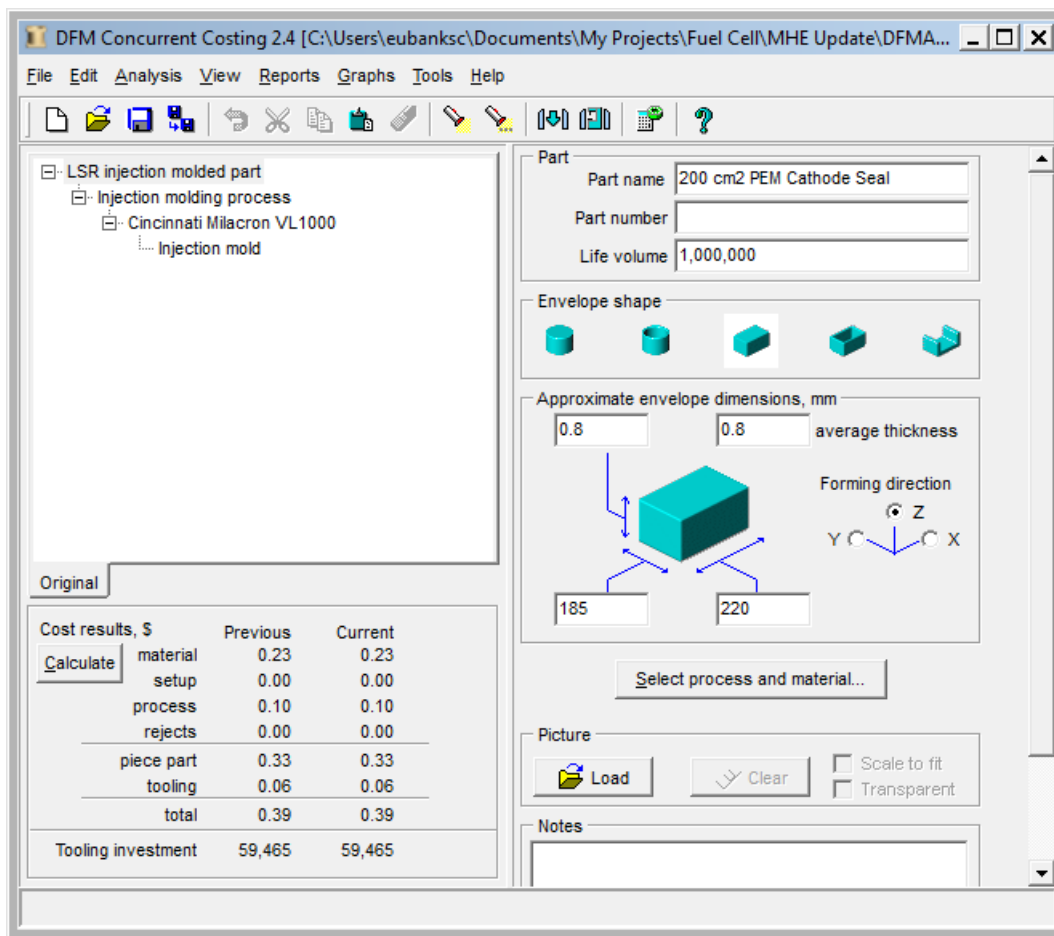 DFM Concurrent Costing 2.4 [C:\Users\eubanksc\Documents\My Projects\Fuel Cell\MHE Update\DFMA...
File Edit Analysis View Reports Graphs Tools Help
LSR injection molded part
Injection molding process
Cincinnati Milacron VL1000
Injection mold
Original
Cost results, $ Previous Current
Calculate
material 0.23 0.23
setup 0.00 0.00
process 0.10 0.10
rejects 0.00 0.00
piece part 0.33 0.33
tooling 0.06 0.06
total 0.39 0.39
Tooling investment 59,465 59,465
Part
Part name 200 cm2 PEM Cathode Seal
Part number
Life volume 1,000,000
Envelope shape
Approximate envelope dimensions, mm
0.8 0.8 average thickness
Forming direction
Z
Y X
185 220
Select process and material...
Picture
Load Clear Scale to fit
Transparent
Notes